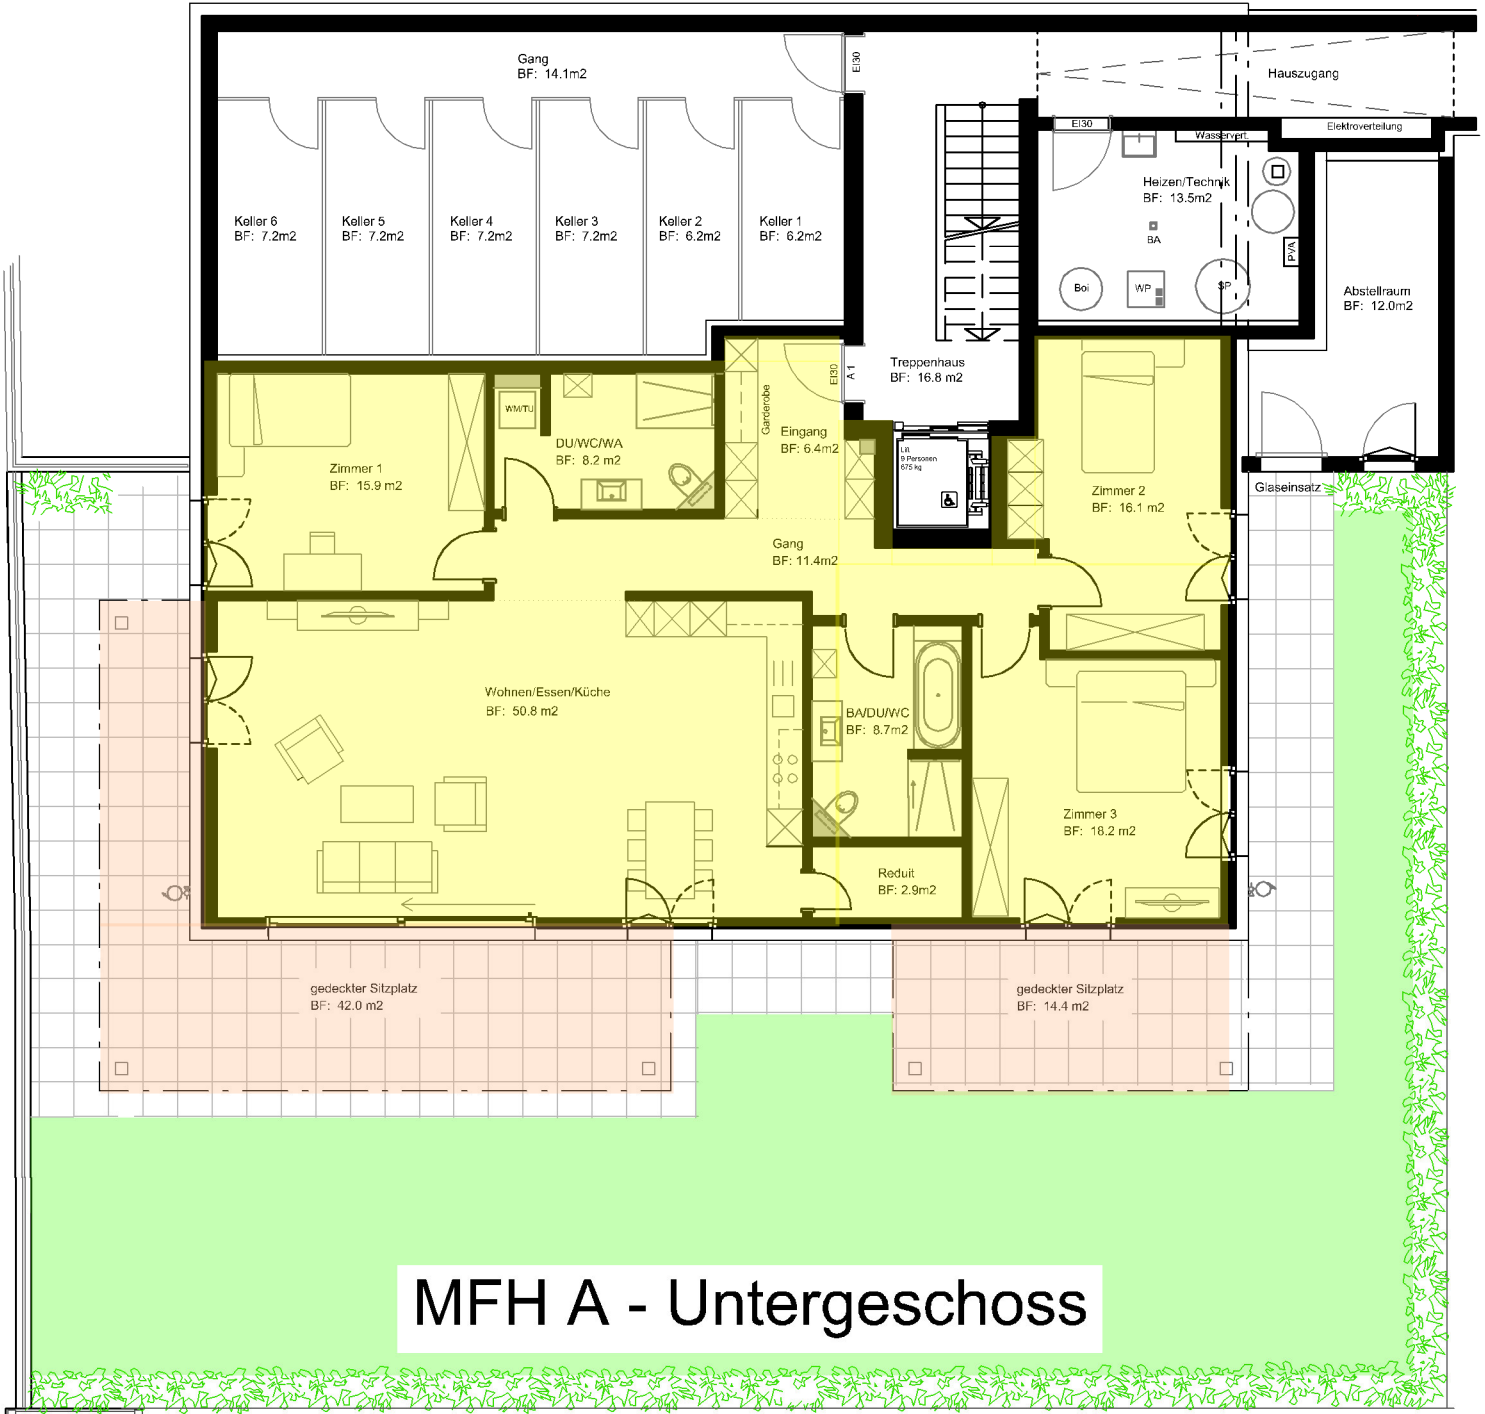 Gang
BF: 14.1m2
EI30
Hauszugang
EI30
Wasservert.
Elektroverteilung
Heizen/Technik
BF: 13.5m2
Keller 6
BF: 7.2m2
Keller 5
BF: 7.2m2
Keller 4
BF: 7.2m2
Keller 3
BF: 7.2m2
Keller 2
BF: 6.2m2
Keller 1
BF: 6.2m2
BA
PVA
Boi
WP
SP
Abstellraum
BF: 12.0m2
Treppenhaus
BF: 16.8 m2
EI30
A 1
Garderobe
WM/TU
DU/WC/WA
BF: 8.2 m2
Eingang
BF: 6.4m2
Lift
9 Personen
675 kg
Zimmer 1
BF: 15.9 m2
Zimmer 2
BF: 16.1 m2
Glaseinsatz
Gang
BF: 11.4m2
Wohnen/Essen/Küche
BF: 50.8 m2
BA/DU/WC
BF: 8.7m2
Zimmer 3
BF: 18.2 m2
Reduit
BF: 2.9m2
gedeckter Sitzplatz
BF: 42.0 m2
gedeckter Sitzplatz
BF: 14.4 m2
MFH A - Untergeschoss